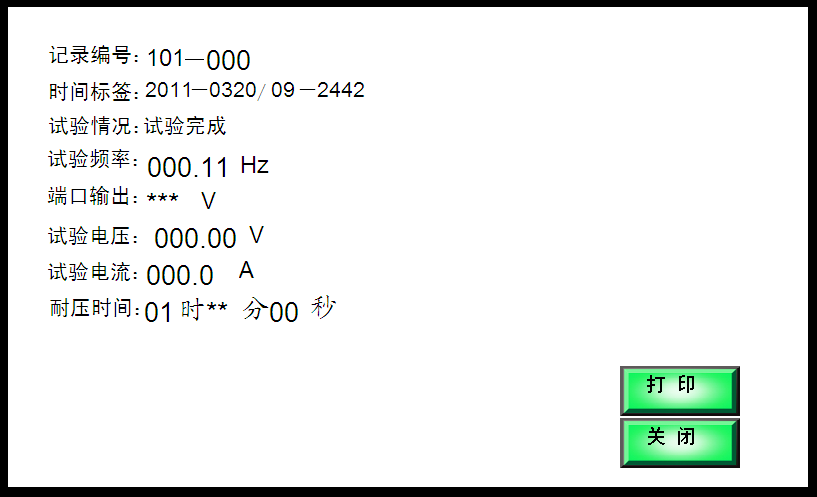 记录编号：101—000
时间标签：2011—0320/09—2442
试验情况：试验完成
试验频率：000.11 Hz
端口输出：*** V
试验电压：000.00 V
试验电流：000.0 A
耐压时间：01时** 分00 秒
打 印
关 闭